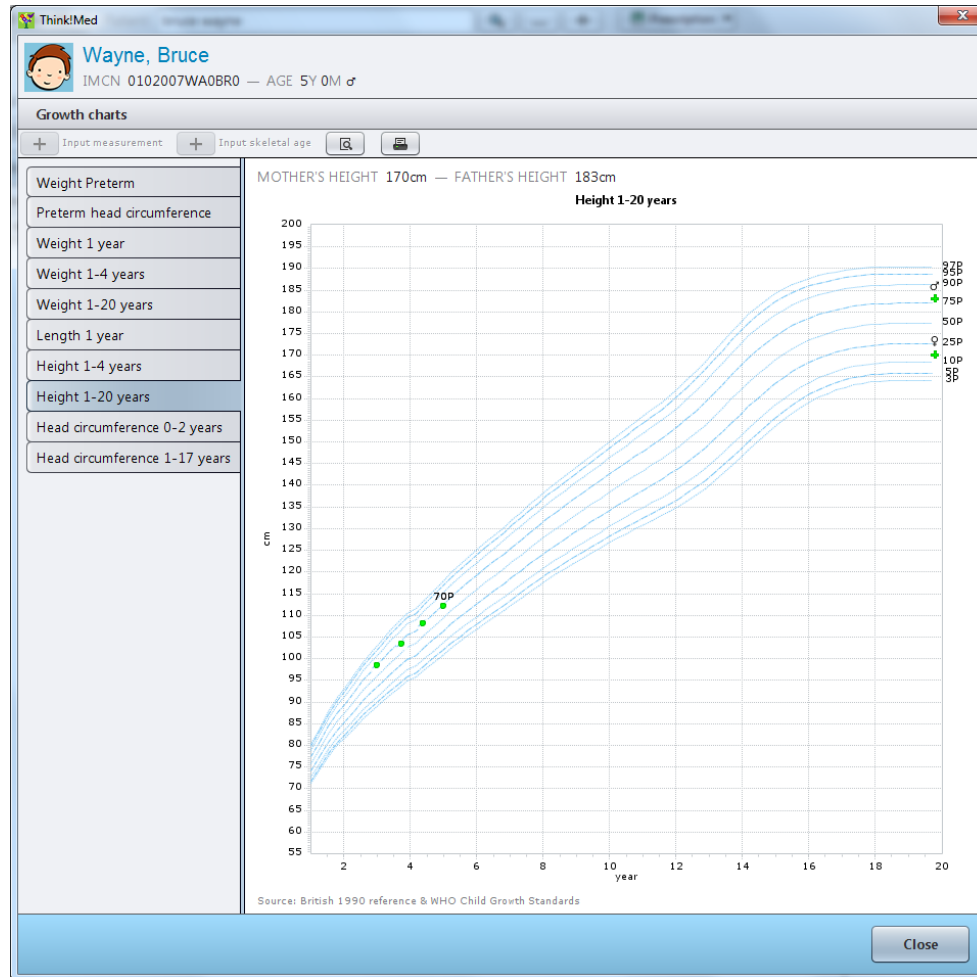 Think!Med
Wayne, Bruce
IMCN 0102007WA0BR0 — AGE 5Y 0M ♂
Growth charts
Input measurement
Input skeletal age
Weight Preterm
Preterm head circumference
Weight 1 year
Weight 1-4 years
Weight 1-20 years
Length 1 year
Height 1-4 years
Height 1-20 years
Head circumference 0-2 years
Head circumference 1-17 years
MOTHER'S HEIGHT 170cm — FATHER'S HEIGHT 183cm
Height 1-20 years
200
195
190
185
180
175
170
165
160
155
150
145
140
135
130
125
120
115
110
105
100
95
90
85
80
75
70
65
60
55
cm
97P
95P
♂ 90P
75P
50P
♀ 25P
10P
5P
3P
70P
2 4 6 8 10 12 14 16 18 20
year
Source: British 1990 reference & WHO Child Growth Standards
Close